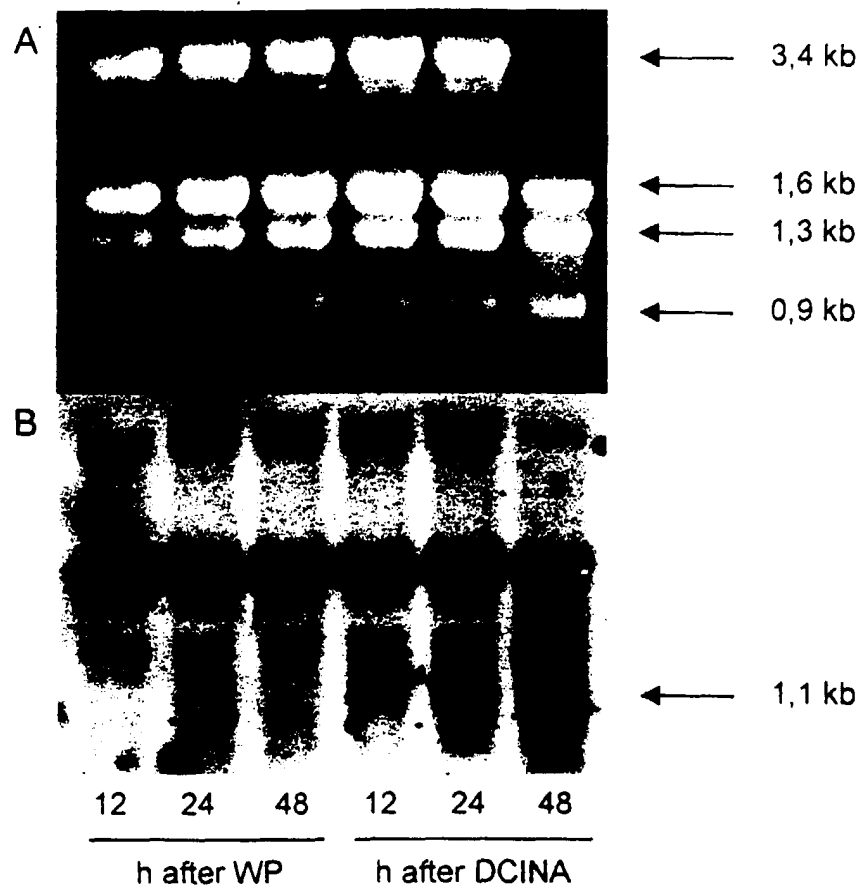 A
3,4 kb
1,6 kb
1,3 kb
0,9 kb
B
1,1 kb
12 24 48 12 24 48
h after WP h after DCINA